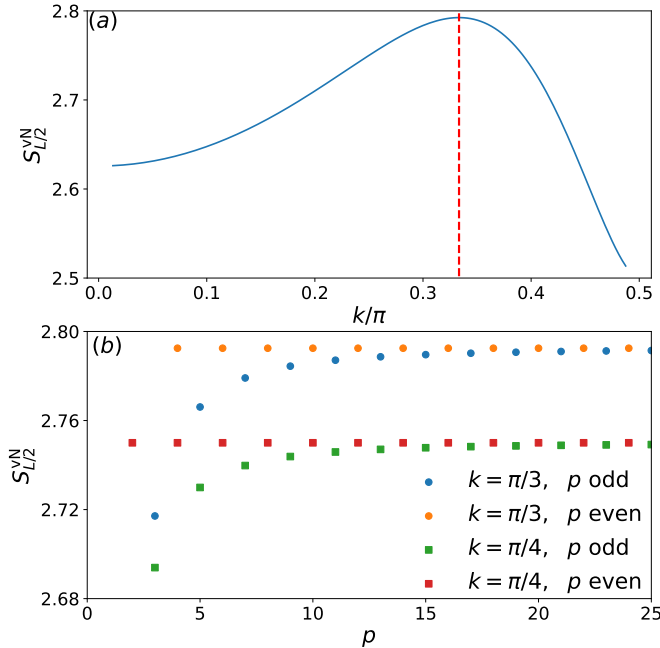 (a)
2.8
2.7
2.6
2.5
S^{vN}_{L/2}
0.0 0.1 0.2 0.3 0.4 0.5
k/π
(b)
2.80
2.76
2.72
2.68
S^{vN}_{L/2}
k = π/3, p odd
k = π/3, p even
k = π/4, p odd
k = π/4, p even
0 5 10 15 20 25
p